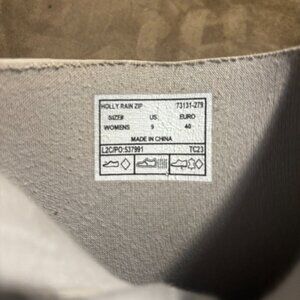 HOLLY RAIN ZIP 73131-279
SIZE# US EURO
WOMENS 9 40
MADE IN CHINA
L2C/PO:537991 TC23